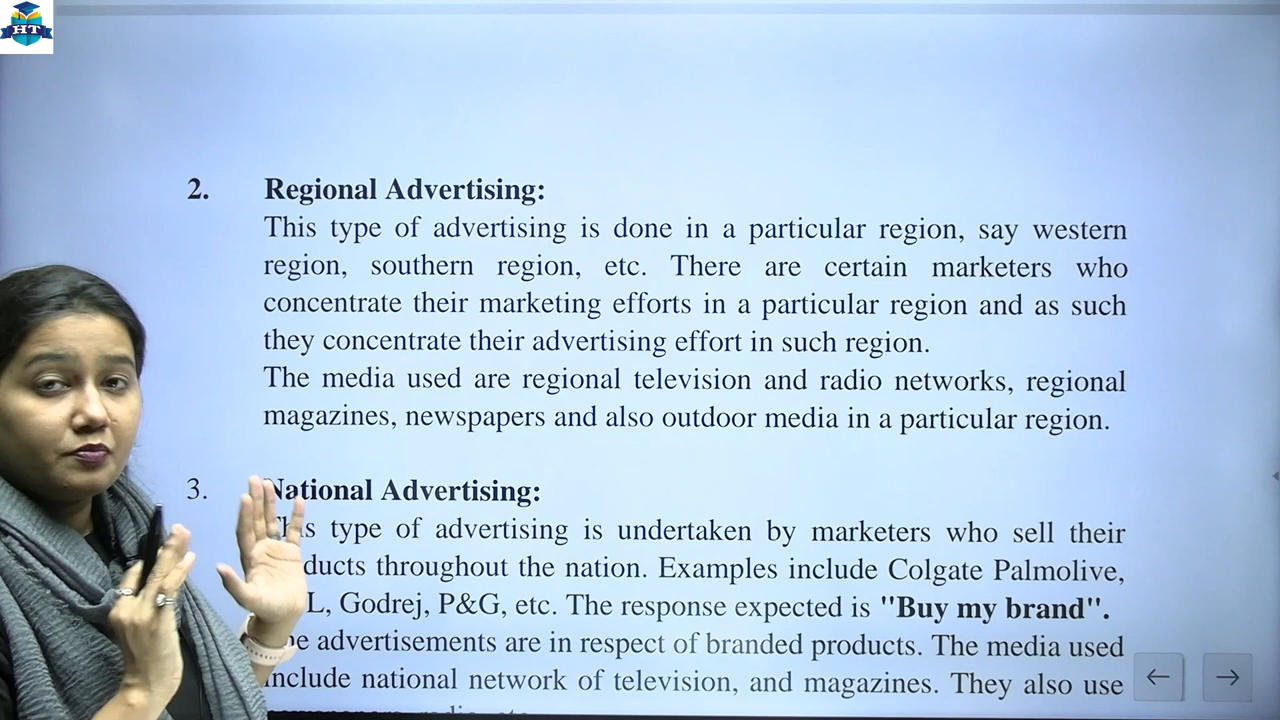 HT
2. Regional Advertising:
This type of advertising is done in a particular region, say western
region, southern region, etc. There are certain marketers who
concentrate their marketing efforts in a particular region and as such
they concentrate their advertising effort in such region.
The media used are regional television and radio networks, regional
magazines, newspapers and also outdoor media in a particular region.
3. National Advertising:
type of advertising is undertaken by marketers who sell their
throughout the nation. Examples include Colgate Palmolive,
Godrej, P&G, etc. The response expected is "Buy my brand".
advertisements are in respect of branded products. The media used
include national network of television, and magazines. They also use